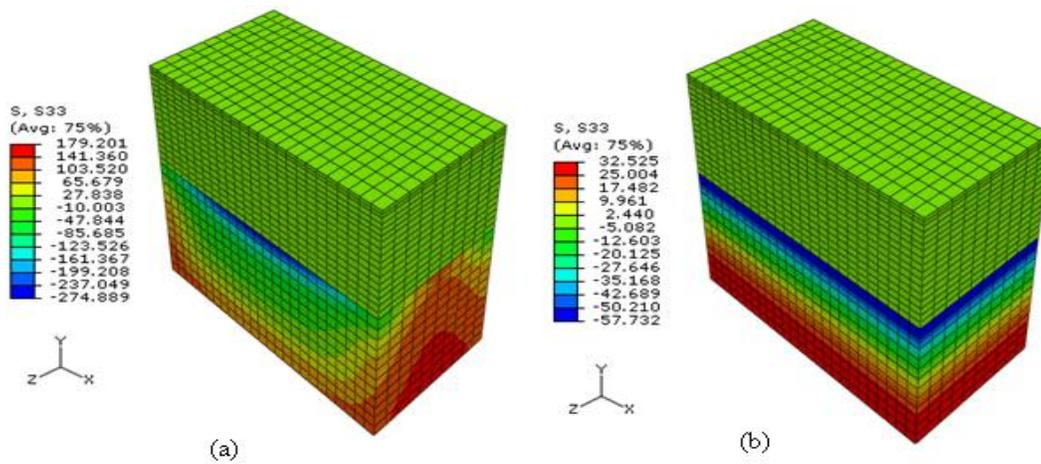 S, S33
(Avg: 75%)
179.201
141.360
103.520
65.679
27.838
-10.003
-47.844
-85.685
-123.526
-161.367
-199.208
-237.049
-274.889
Y
Z
X
(a)
S, S33
(Avg: 75%)
32.525
25.004
17.482
9.961
2.440
-5.082
-12.603
-20.125
-27.646
-35.168
-42.689
-50.210
-57.732
Y
Z
X
(b)